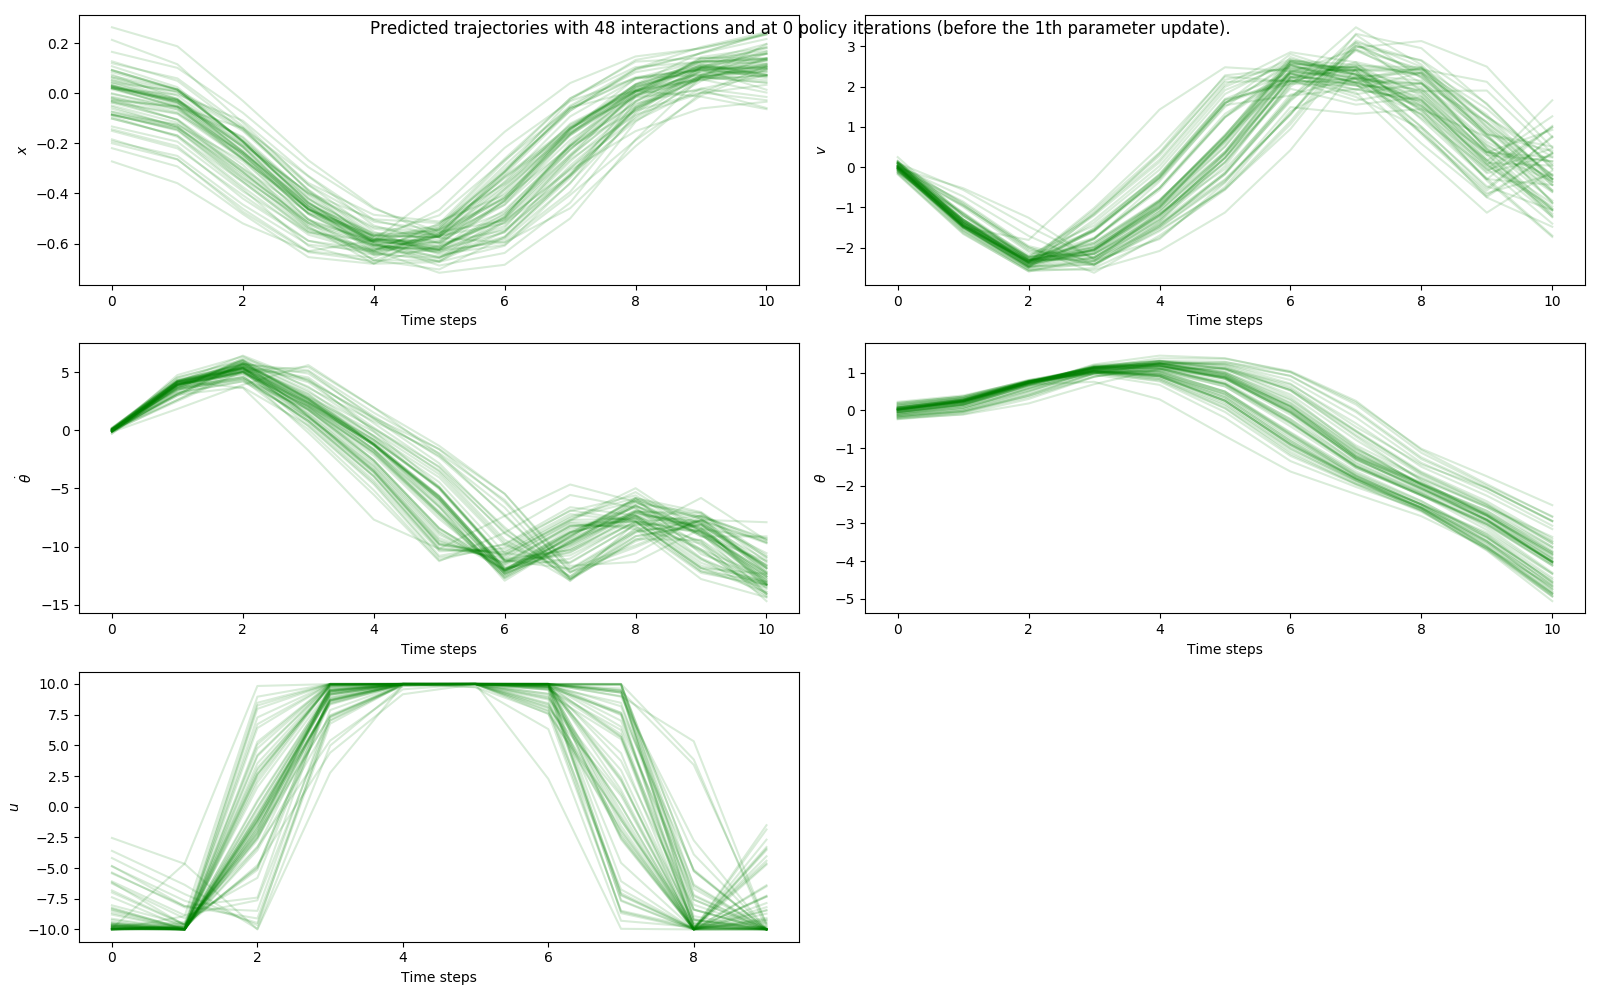 Predicted trajectories with 48 interactions and at 0 policy iterations (before the 1th parameter update).
0.2
0.0
−0.2
−0.4
−0.6
x
0 2 4 6 8 10
Time steps
3
2
1
0
−1
−2
v
0 2 4 6 8 10
Time steps
5
0
−5
−10
−15
θ̇
0 2 4 6 8 10
Time steps
1
0
−1
−2
−3
−4
−5
θ
0 2 4 6 8 10
Time steps
10.0
7.5
5.0
2.5
0.0
−2.5
−5.0
−7.5
−10.0
u
0 2 4 6 8
Time steps